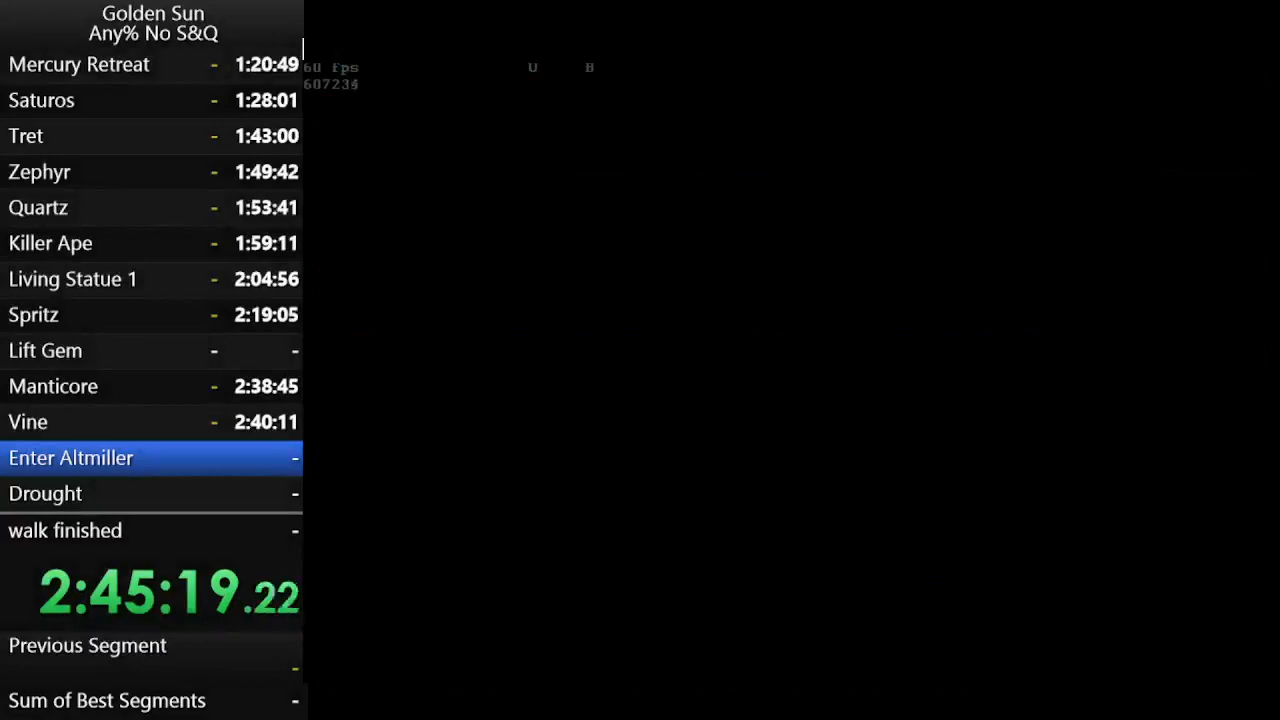 Golden Sun
Any% No S&Q
Mercury Retreat - 1:20:49
60 fps U B
607234
Saturos - 1:28:01
Tret - 1:43:00
Zephyr - 1:49:42
Quartz - 1:53:41
Killer Ape - 1:59:11
Living Statue 1 - 2:04:56
Spritz - 2:19:05
Lift Gem - -
Manticore - 2:38:45
Vine - 2:40:11
Enter Altmiller -
Drought -
walk finished -
2:45:19.22
Previous Segment
-
Sum of Best Segments -